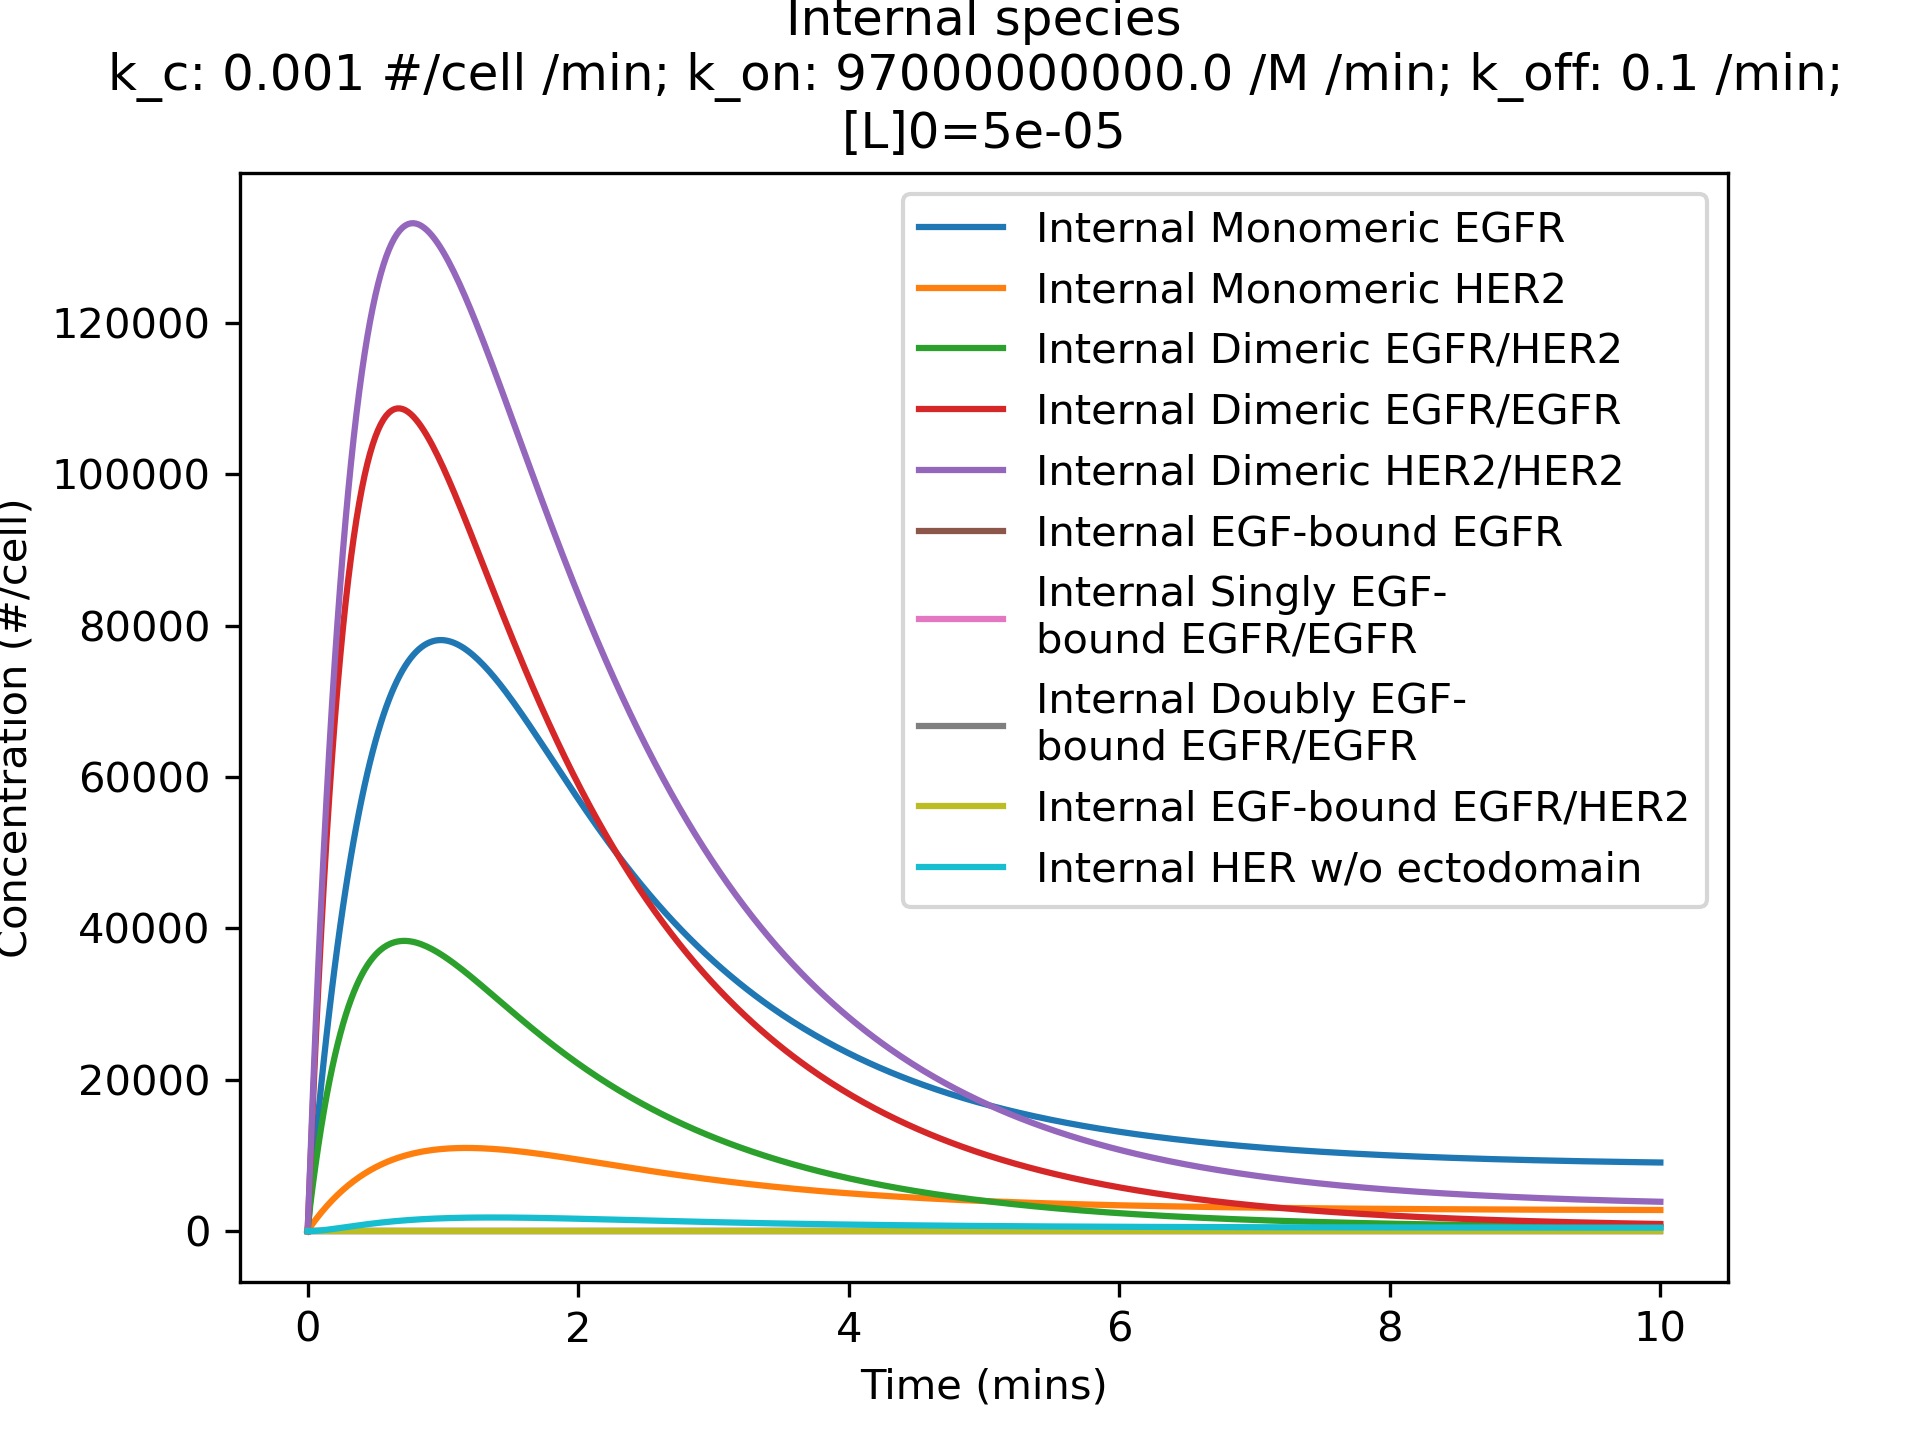 Internal species
k_c: 0.001 #/cell /min; k_on: 97000000000.0 /M /min; k_off: 0.1 /min;
[L]0=5e-05
Internal Monomeric EGFR
Internal Monomeric HER2
Internal Dimeric EGFR/HER2
Internal Dimeric EGFR/EGFR
Internal Dimeric HER2/HER2
Internal EGF-bound EGFR
Internal Singly EGF-
bound EGFR/EGFR
Internal Doubly EGF-
bound EGFR/EGFR
Internal EGF-bound EGFR/HER2
Internal HER w/o ectodomain
Concentration (#/cell)
120000
100000
80000
60000
40000
20000
0
0 2 4 6 8 10
Time (mins)